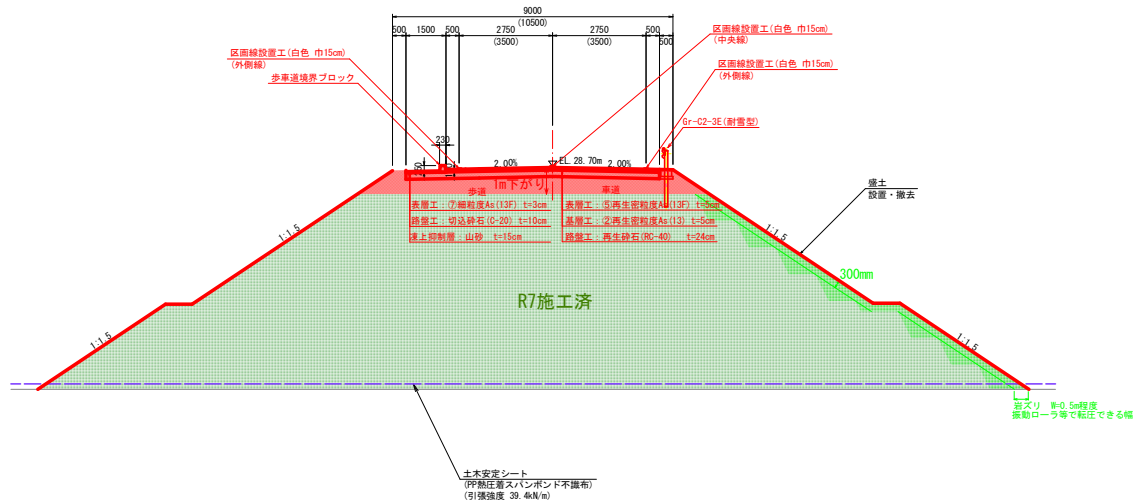 9000
(10500)
500
1500
500
2750
(3500)
2750
(3500)
500
500
区画線設置工(白色 巾15cm)
(中央線)
区画線設置工(白色 巾15cm)
(外側線)
歩車道境界ブロック
区画線設置工(白色 巾15cm)
(外側線)
Gr-C2-3E(耐雪型)
230
2.00%
EL.28.70m
2.00%
1m下がり
歩道
表層工：⑦細粒度As(13F) t=3cm
路盤工：切込砕石(C-20) t=10cm
凍上抑制層：山砂 t=15cm
車道
表層工：⑤再生密粒度As(13F) t=5cm
基層工：②再生密粒度As(13) t=5cm
路盤工：再生砕石(RC-40) t=24cm
盛土
設置・撤去
1:1.5
1:1.5
300mm
R7施工済
1:1.5
1:1.5
岩ズリ W=0.5m程度
振動ローラ等で転圧できる幅
土木安定シート
(PP熱圧着スパンボンド不織布)
(引張強度 39.4kN/m)